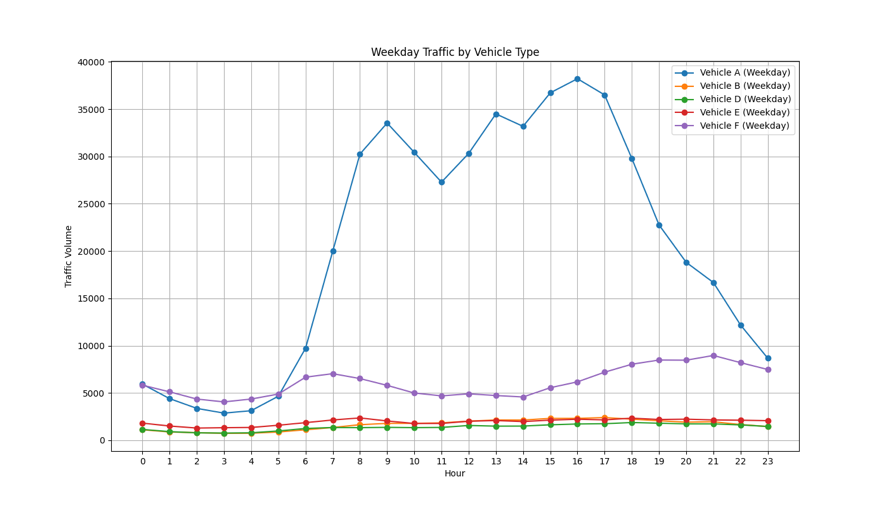 Weekday Traffic by Vehicle Type
40000
35000
30000
25000
20000
15000
10000
5000
0
Traffic Volume
Vehicle A (Weekday)
Vehicle B (Weekday)
Vehicle D (Weekday)
Vehicle E (Weekday)
Vehicle F (Weekday)
0 1 2 3 4 5 6 7 8 9 10 11 12 13 14 15 16 17 18 19 20 21 22 23
Hour